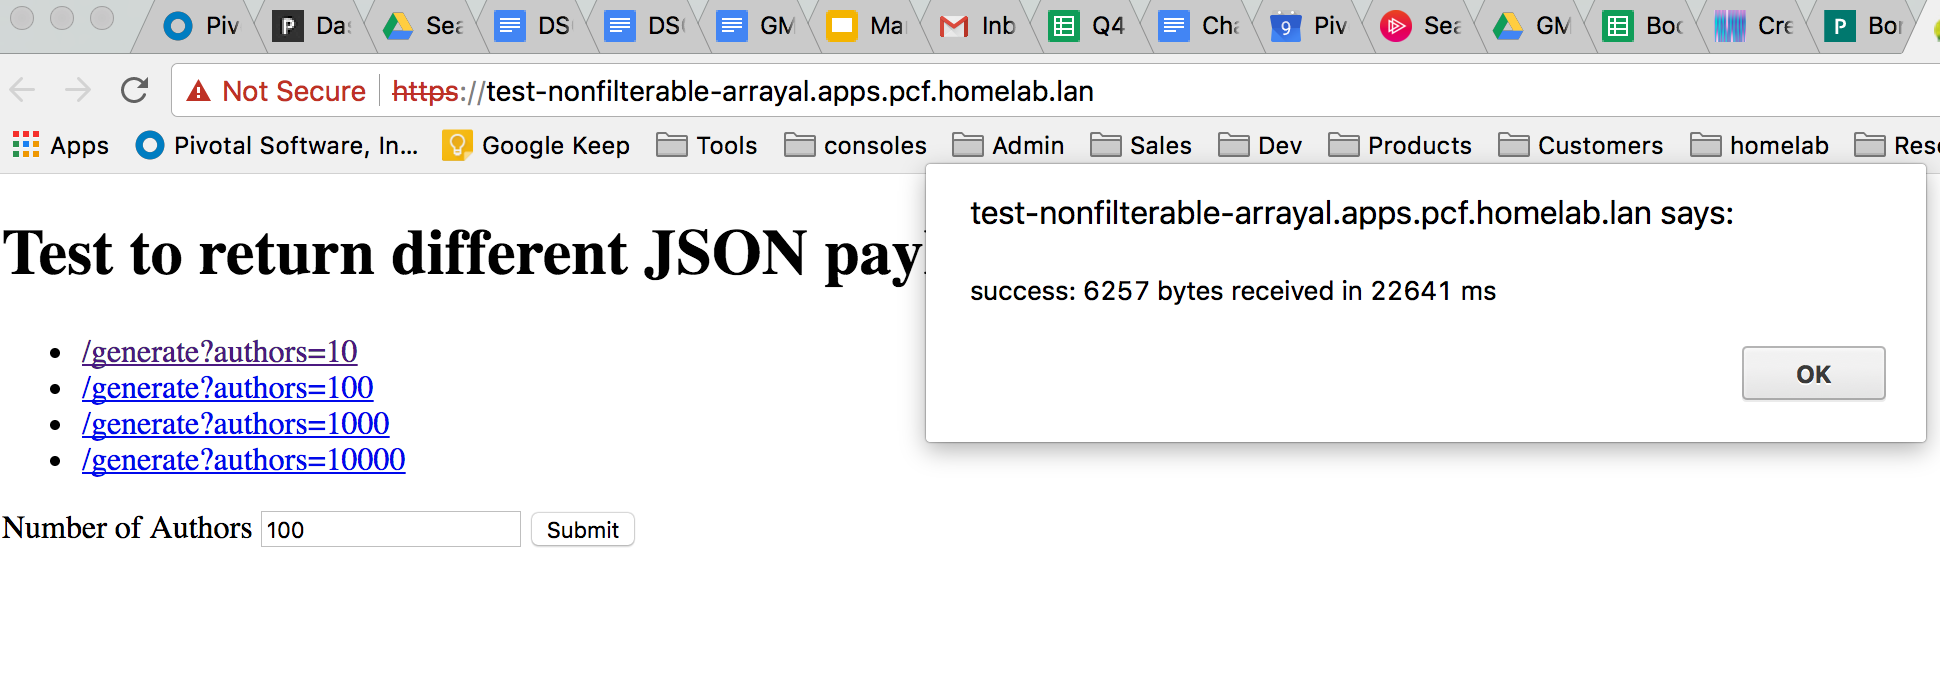 Piv Da Sea DS DS GM Ma Inb Q4 Cha 9 Piv Sea GM Boo Cre P Bor
Not Secure https://test-nonfilterable-arrayal.apps.pcf.homelab.lan
Apps Pivotal Software, In... Google Keep Tools consoles Admin Sales Dev Products Customers homelab Res
test-nonfilterable-arrayal.apps.pcf.homelab.lan says:
success: 6257 bytes received in 22641 ms
OK
Test to return different JSON pay
/generate?authors=10
/generate?authors=100
/generate?authors=1000
/generate?authors=10000
Number of Authors 100 Submit